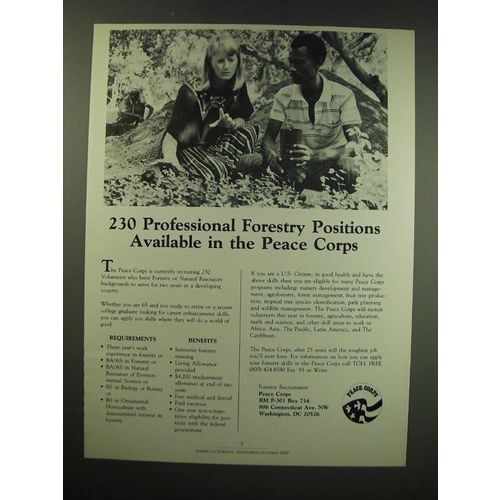 230 Professional Forestry Positions
Available in the Peace Corps
The Peace Corps is currently recruiting 230
Volunteers who have Forestry or Natural Resources
backgrounds to serve for two years in a developing
country.
Whether you are 65 and not ready to retire or a recent
college graduate looking for career enhancement skills,
you can apply you skills where they will do a world of
good.
REQUIREMENTS
• Three year's work
experience in forestry or
• BA/AS in Forestry or
• BA/AS in Natural
Resources of Environ-
mental Science or
• BS in Biology or Botany
or
• BS in Ornamental
Horticulture with
demonstrated interest in
forestry
BENEFITS
• Intensive forestry
training
• Living Allowance
provided
• $4,200 readjustment
allowance at end of two
years
• Free medical and dental
• Paid vacation
• One year non-compe-
titive eligibility for posi-
tions with the federal
government
If you are a U.S. Citizen, in good health and have the
above skills then you are eligible for many Peace Corps
programs including: nursery development and manage-
ment, agroforestry, forest management, fruit tree produc-
tion, tropical tree species identification, park planning
and wildlife management. The Peace Corps will recruit
volunteers this year in forestry, agriculture, education,
math and science, and other skill areas to work in
Africa, Asia, The Pacific, Latin America, and The
Caribbean.
The Peace Corps, after 25 years still the toughest job
you'll ever love. For information on how you can apply
your forestry skills in the Peace Corps call TOLL FREE
(800) 424-8580 Ext. 93 or Write:
Forestry Recruitment
Peace Corps
RM P-301 Box 734
806 Connecticut Ave. NW
Washington, DC 20526
PEACE CORPS
7
American Forests September/October 1987